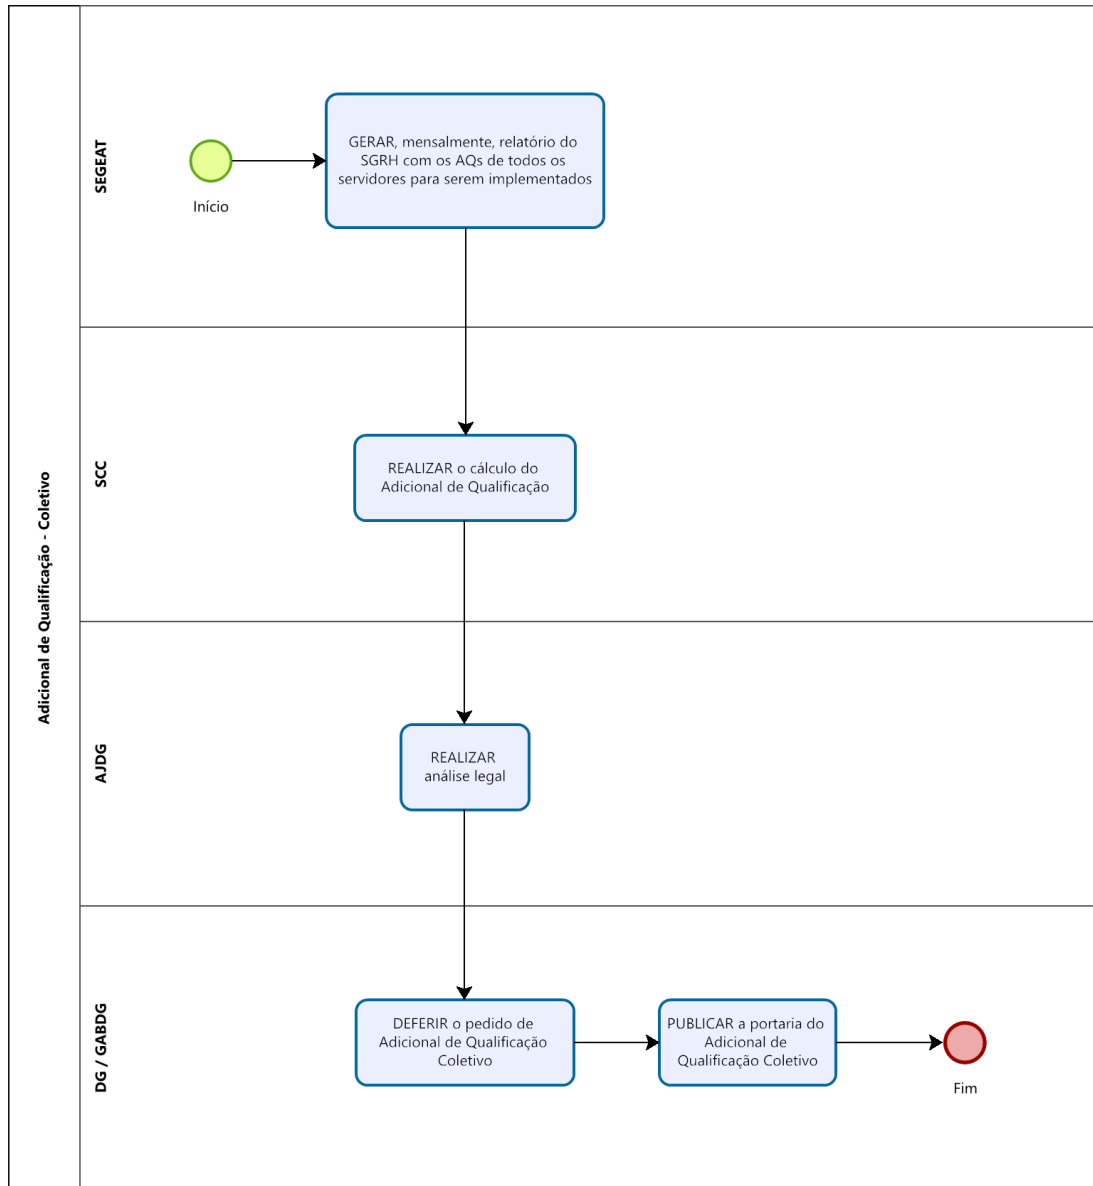 Adicional de Qualificação - Coletivo
SEGEAT
Início
GERAR, mensalmente, relatório do
SGRH com os AQs de todos os
servidores para serem implementados
SCC
REALIZAR o cálculo do
Adicional de Qualificação
AJDG
REALIZAR
análise legal
DG / GABDG
DEFERIR o pedido de
Adicional de Qualificação
Coletivo
PUBLICAR a portaria do
Adicional de
Qualificação Coletivo
Fim